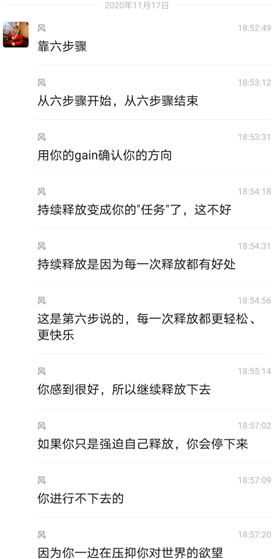 2020年11月17日
风 18:52:49
靠六步骤
风 18:53:12
从六步骤开始，从六步骤结束
风 18:53:31
用你的gain确认你的方向
风 18:54:18
持续释放变成你的"任务"了，这不好
风 18:54:31
持续释放是因为每一次释放都有好处
风 18:54:56
这是第六步说的，每一次释放都更轻松、
更快乐
风 18:55:14
你感到很好，所以继续释放下去
风 18:57:02
如果你只是强迫自己释放，你会停下来
风 18:57:09
你进行不下去的
风 18:57:20
因为你一边在压抑你对世界的欲望